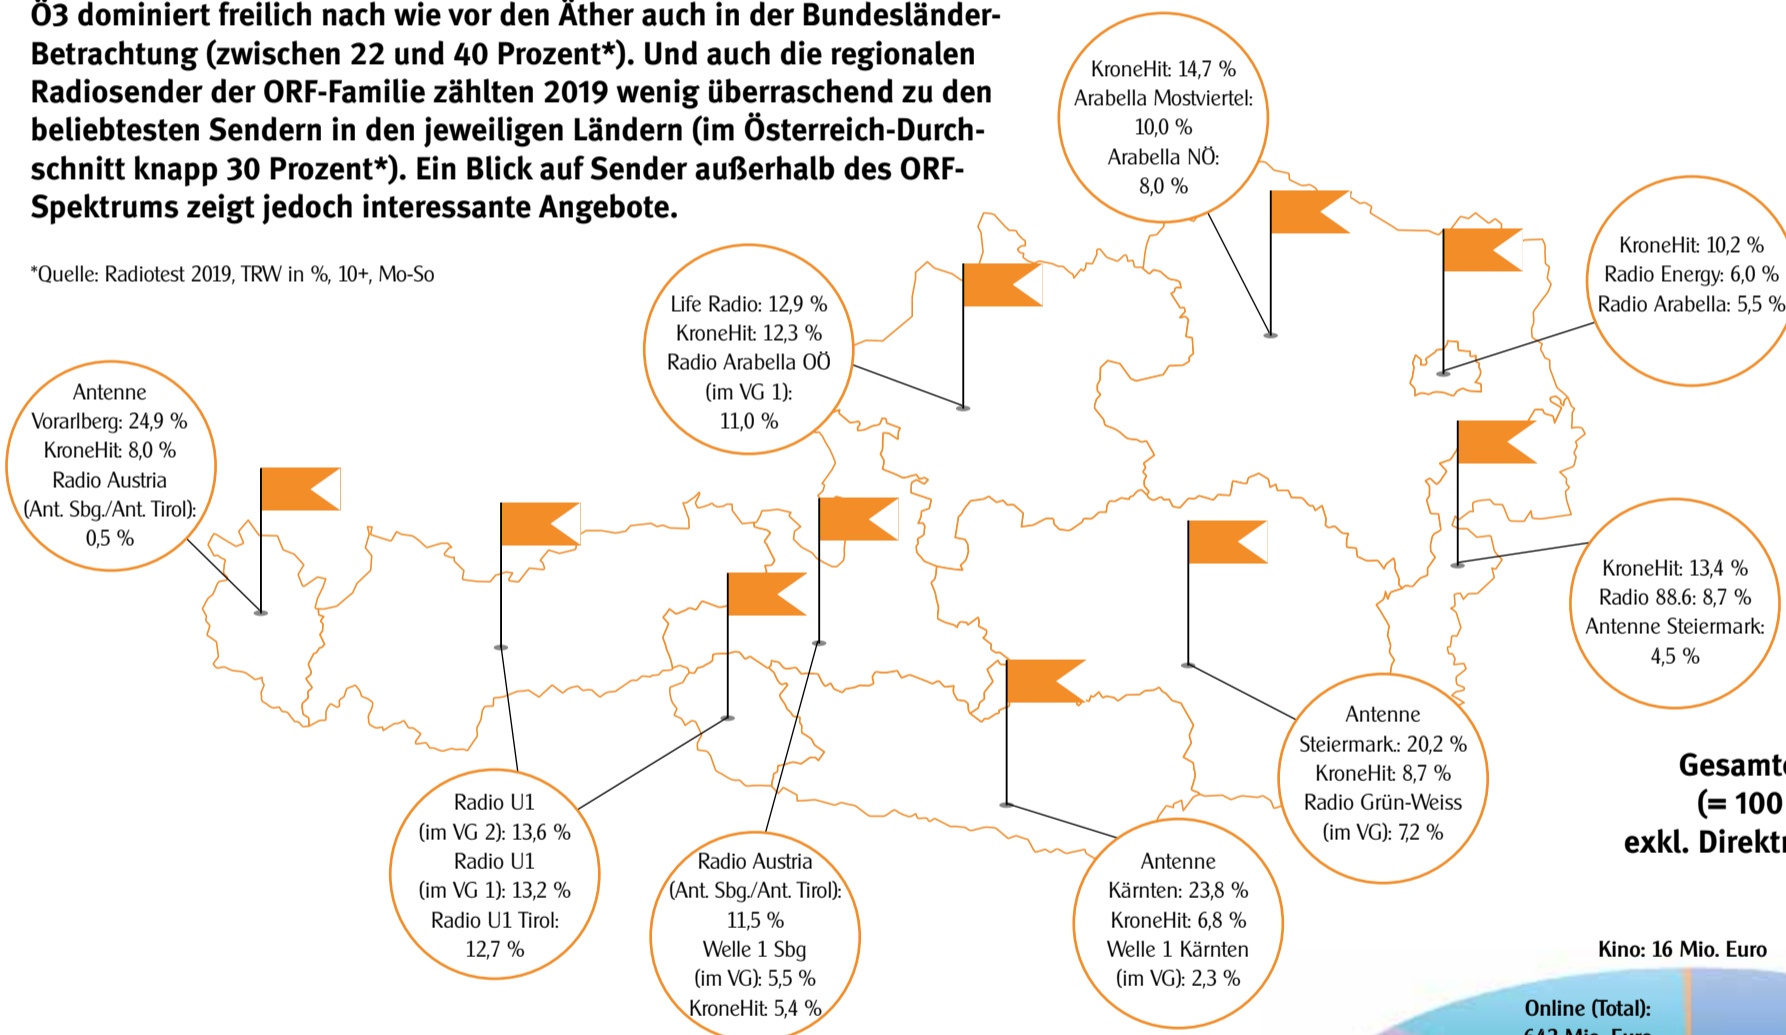 Ö3 dominiert freilich nach wie vor den Äther auch in der Bundesländer-
Betrachtung (zwischen 22 und 40 Prozent*). Und auch die regionalen
Radiosender der ORF-Familie zählten 2019 wenig überraschend zu den
beliebtesten Sendern in den jeweiligen Ländern (im Österreich-Durch-
schnitt knapp 30 Prozent*). Ein Blick auf Sender außerhalb des ORF-
Spektrums zeigt jedoch interessante Angebote.
*Quelle: Radiotest 2019, TRW in %, 10+, Mo-So
KroneHit: 14,7 %
Arabella Mostviertel:
10,0 %
Arabella NÖ:
8,0 %
KroneHit: 10,2 %
Radio Energy: 6,0 %
Radio Arabella: 5,5 %
Life Radio: 12,9 %
KroneHit: 12,3 %
Radio Arabella OÖ
(im VG 1):
11,0 %
Antenne
Vorarlberg: 24,9 %
KroneHit: 8,0 %
Radio Austria
(Ant. Sbg./Ant. Tirol):
0,5 %
KroneHit: 13,4 %
Radio 88.6: 8,7 %
Antenne Steiermark:
4,5 %
Antenne
Steiermark.: 20,2 %
KroneHit: 8,7 %
Radio Grün-Weiss
(im VG): 7,2 %
Radio U1
(im VG 2): 13,6 %
Radio U1
(im VG 1): 13,2 %
Radio U1 Tirol:
12,7 %
Radio Austria
(Ant. Sbg./Ant. Tirol):
11,5 %
Welle 1 Sbg
(im VG): 5,5 %
KroneHit: 5,4 %
Antenne
Kärnten: 23,8 %
KroneHit: 6,8 %
Welle 1 Kärnten
(im VG): 2,3 %
(= 100
exkl.
Kino: 16 Mio. Euro
Online (Total):